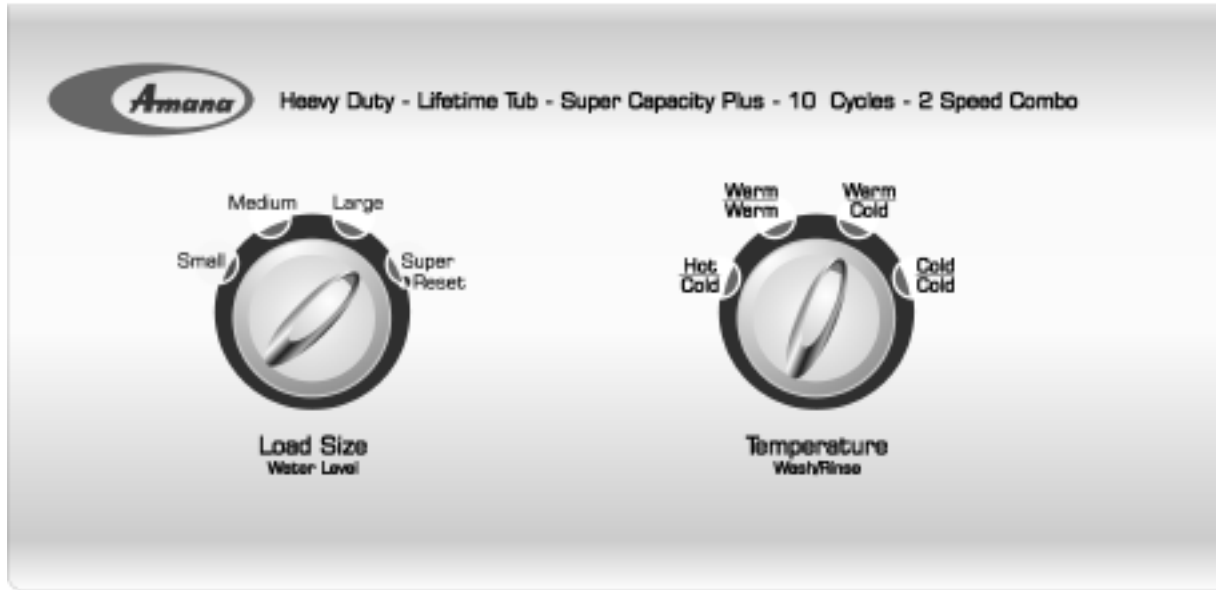 Amana
Heavy Duty - Lifetime Tub - Super Capacity Plus - 10 Cycles - 2 Speed Combo
Small
Medium
Large
Super
Reset
Load Size
Water Level
Hot
Cold
Warm
Warm
Warm
Cold
Cold
Cold
Temperature
Wash/Rinse